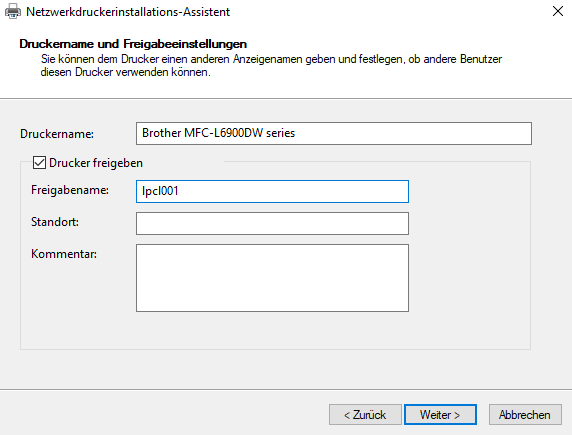 Netzwerkdruckerinstallations-Assistent
Druckername und Freigabeeinstellungen
Sie können dem Drucker einen anderen Anzeigenamen geben und festlegen, ob andere Benutzer
diesen Drucker verwenden können.
Druckername:
Brother MFC-L6900DW series
Drucker freigeben
Freigabename:
lpcl001
Standort:
Kommentar:
< Zurück
Weiter >
Abbrechen